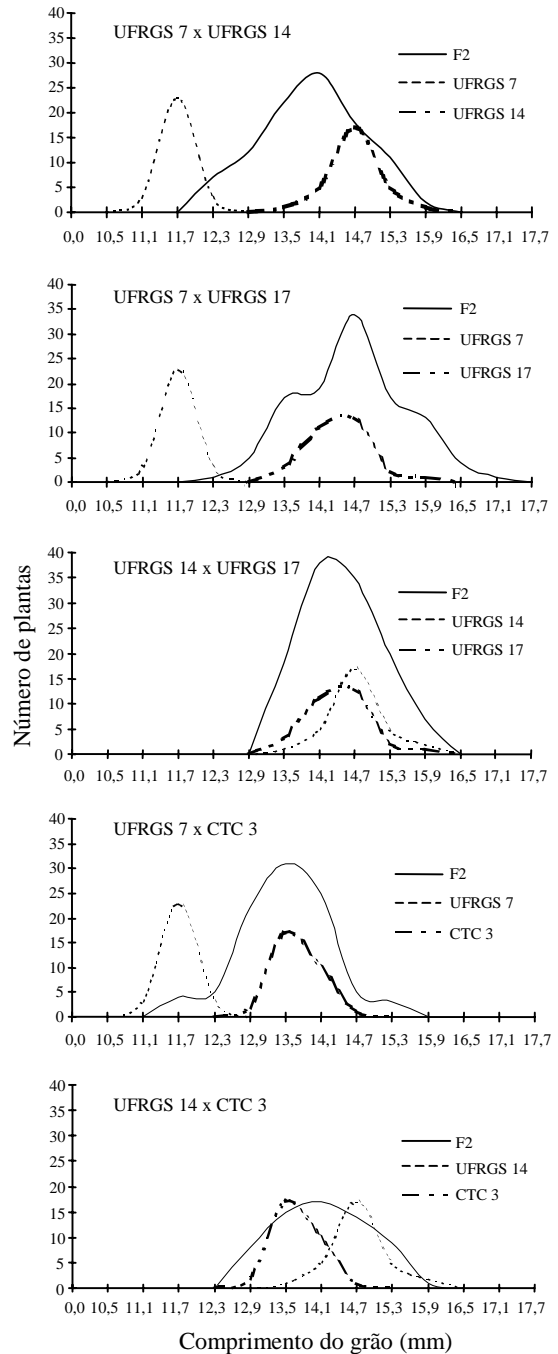 UFRGS 7 x UFRGS 14
40
35
30
25
20
15
10
5
0
F2
UFRGS 7
UFRGS 14
0,0 10,5 11,1 11,7 12,3 12,9 13,5 14,1 14,7 15,3 15,9 16,5 17,1 17,7
UFRGS 7 x UFRGS 17
40
35
30
25
20
15
10
5
0
F2
UFRGS 7
UFRGS 17
0,0 10,5 11,1 11,7 12,3 12,9 13,5 14,1 14,7 15,3 15,9 16,5 17,1 17,7
Número de plantas
UFRGS 14 x UFRGS 17
40
35
30
25
20
15
10
5
0
F2
UFRGS 14
UFRGS 17
0,0 10,5 11,1 11,7 12,3 12,9 13,5 14,1 14,7 15,3 15,9 16,5 17,1 17,7
UFRGS 7 x CTC 3
40
35
30
25
20
15
10
5
0
F2
UFRGS 7
CTC 3
0,0 10,5 11,1 11,7 12,3 12,9 13,5 14,1 14,7 15,3 15,9 16,5 17,1 17,7
UFRGS 14 x CTC 3
40
35
30
25
20
15
10
5
0
F2
UFRGS 14
CTC 3
0,0 10,5 11,1 11,7 12,3 12,9 13,5 14,1 14,7 15,3 15,9 16,5 17,1 17,7
Comprimento do grão (mm)